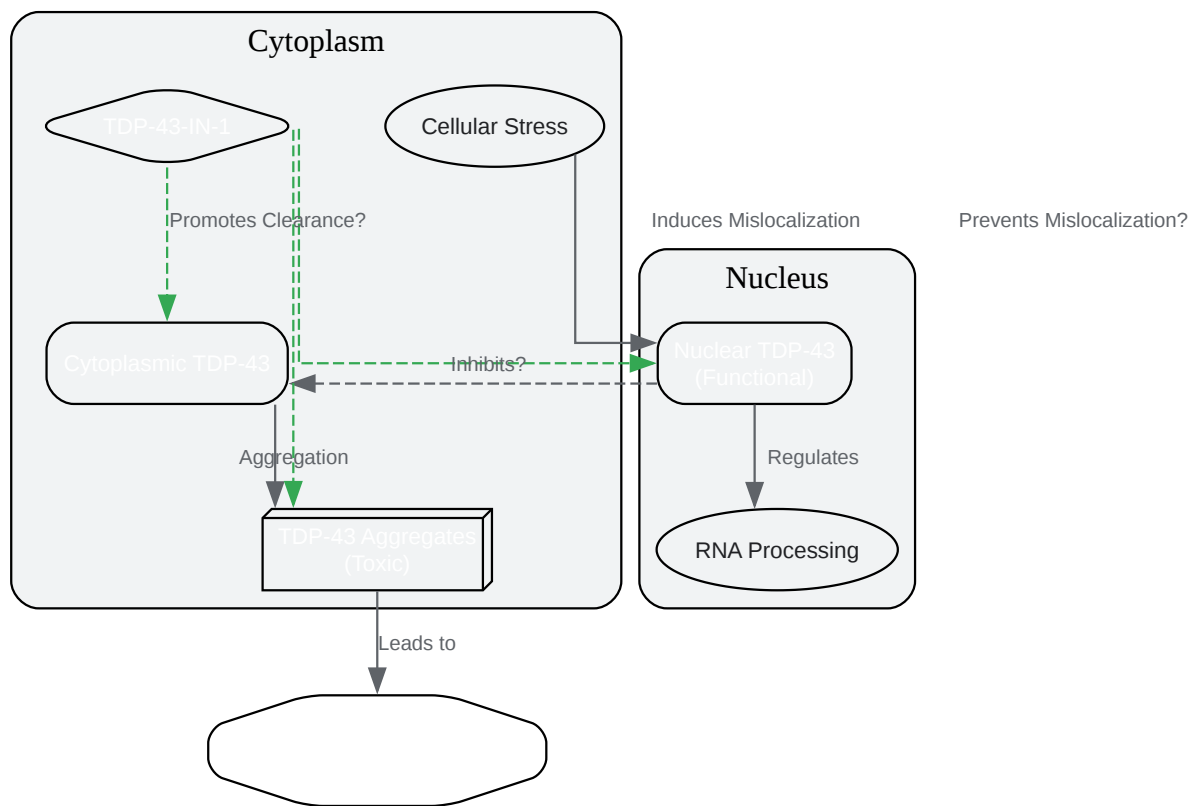 Cytoplasm
TDP-43-IN-1
Cellular Stress
Promotes Clearance?
Induces Mislocalization
Prevents Mislocalization?
Nucleus
Cytoplasmic TDP-43
Inhibits?
Nuclear TDP-43
(Functional)
Aggregation
Regulates
TDP-43 Aggregates
(Toxic)
RNA Processing
Leads to